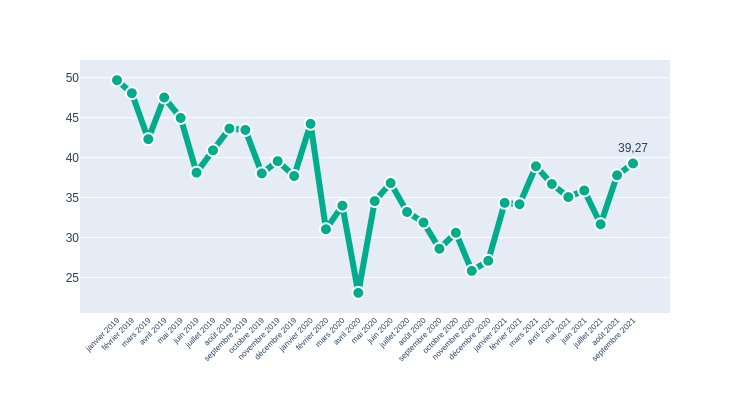 50
45
40
35
30
25
39,27
janvier 2019
février 2019
mars 2019
avril 2019
mai 2019
juin 2019
juillet 2019
août 2019
septembre 2019
octobre 2019
novembre 2019
décembre 2019
janvier 2020
février 2020
mars 2020
avril 2020
mai 2020
juin 2020
juillet 2020
août 2020
septembre 2020
octobre 2020
novembre 2020
décembre 2020
janvier 2021
février 2021
mars 2021
avril 2021
mai 2021
juin 2021
juillet 2021
août 2021
septembre 2021